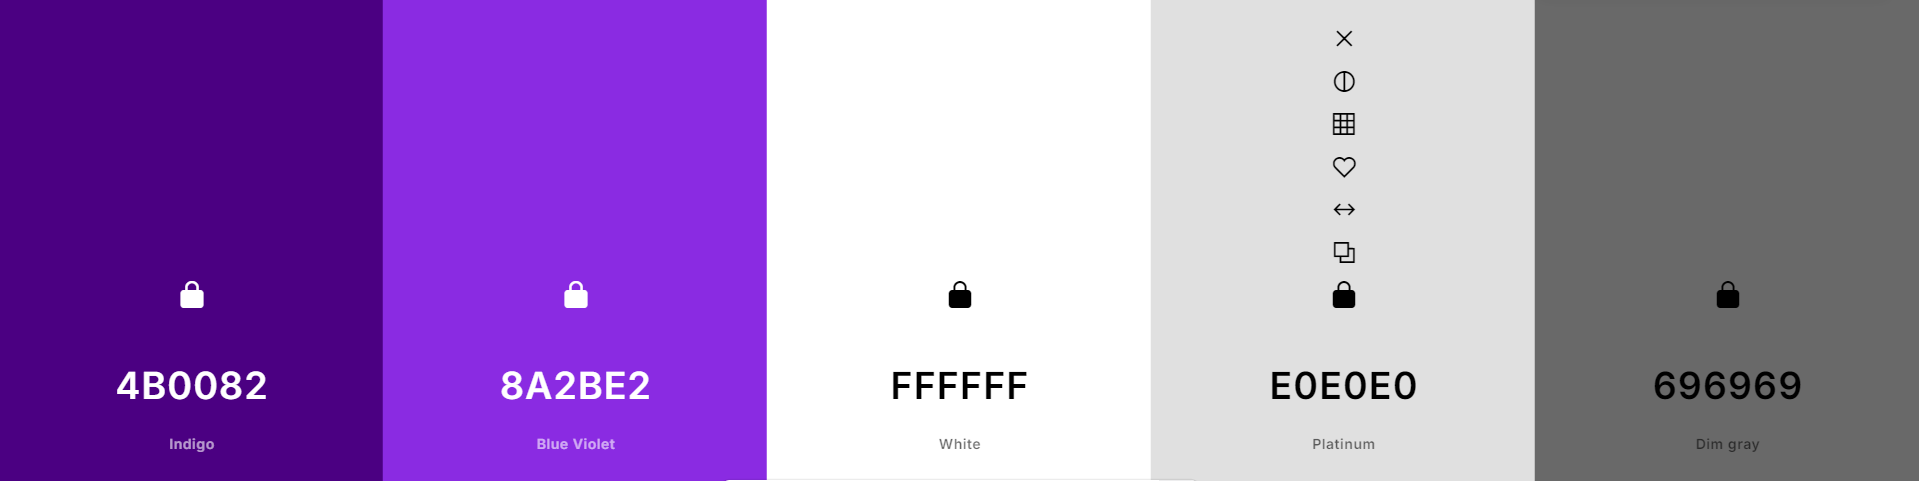 4B0082
Indigo
8A2BE2
Blue Violet
FFFFFF
White
E0E0E0
Platinum
696969
Dim gray